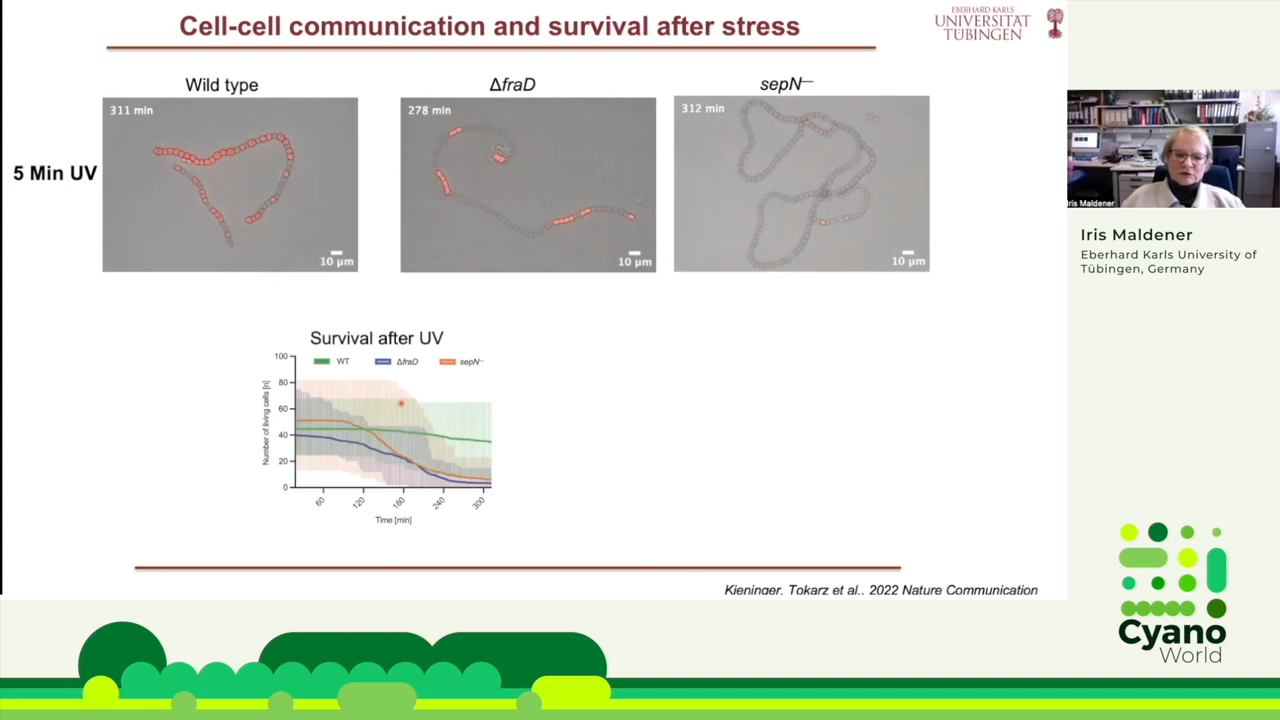 Cell-cell communication and survival after stress
EBERHARD KARLS
UNIVERSITÄT
TÜBINGEN
Wild type
ΔfraD
sepN—
5 Min UV
311 min
10 µm
278 min
10 µm
312 min
10 µm
Survival after UV
WT
ΔfraD
sepN—
Number of living cells [n]
100
80
60
40
20
0
60
120
180
240
300
Time [min]
Kieninger, Tokarz et al., 2022 Nature Communication
Iris Maldener
Iris Maldener
Eberhard Karls University of
Tübingen, Germany
Cyano
World